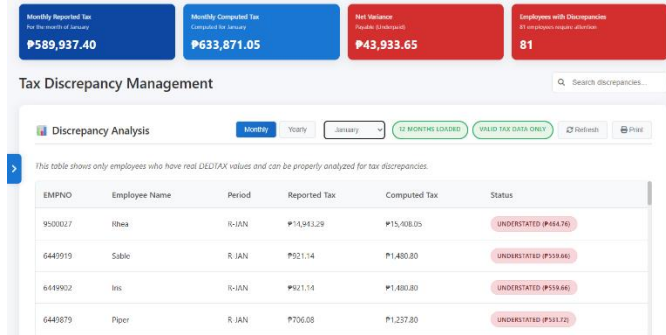 Monthly Reported Tax
For the month of January
₱589,937.40
Monthly Computed Tax
Computed for January
₱633,871.05
Net Variance
Payable (Underpaid)
₱43,933.65
Employees with Discrepancies
81 employees require attention
81
Tax Discrepancy Management
Search discrepancies...
Discrepancy Analysis
Monthly
Yearly
January
12 MONTHS LOADED
VALID TAX DATA ONLY
Refresh
Print
This table shows only employees who have real DEDTAX values and can be properly analyzed for tax discrepancies.
EMPNO Employee Name Period Reported Tax Computed Tax Status
9500027 Rhea R-JAN ₱14,943.29 ₱15,408.05 UNDERSTATED (₱464.76)
6449919 Sable R-JAN ₱921.14 ₱1,480.80 UNDERSTATED (₱559.66)
6449902 Iris R-JAN ₱921.14 ₱1,480.80 UNDERSTATED (₱559.66)
6449879 Piper R-JAN ₱706.08 ₱1,237.80 UNDERSTATED (₱531.72)